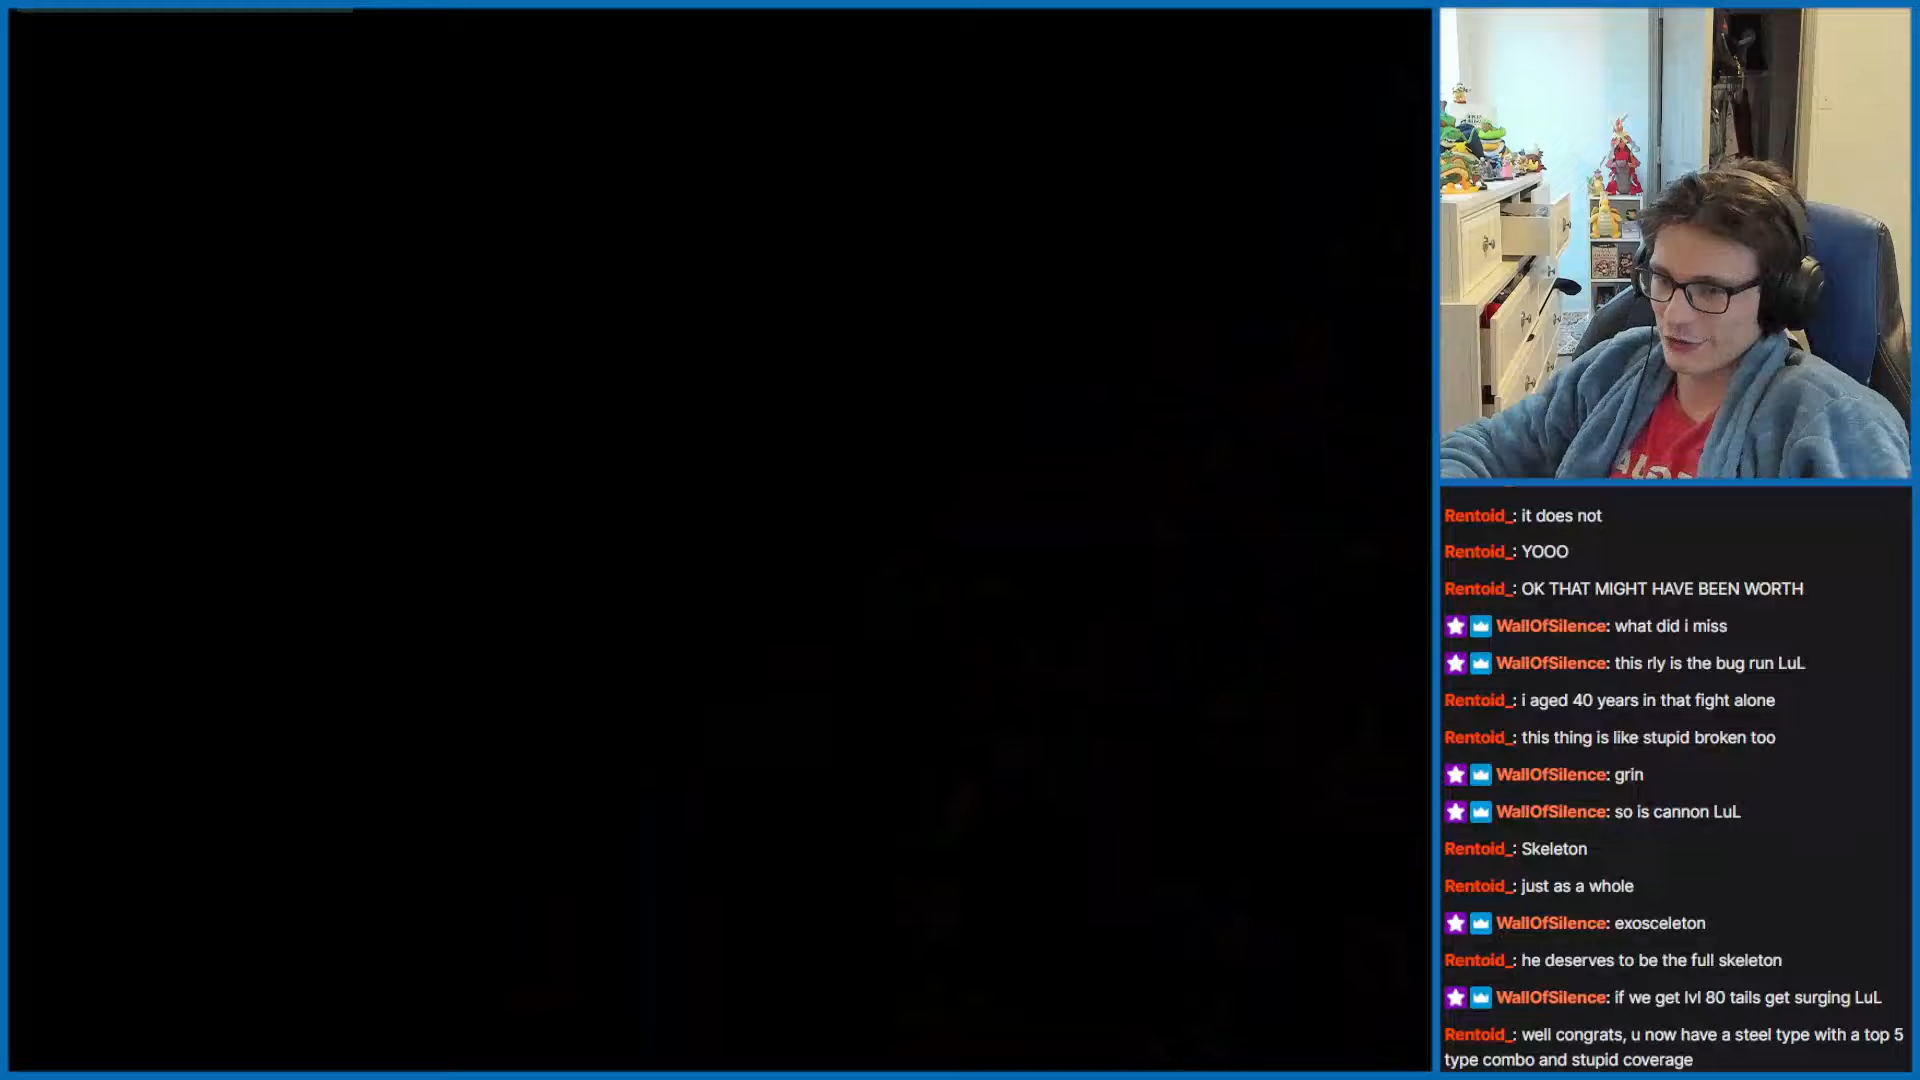 Rentoid_: it does not
Rentoid_: YOOO
Rentoid_: OK THAT MIGHT HAVE BEEN WORTH
WallOfSilence: what did i miss
WallOfSilence: this rly is the bug run LuL
Rentoid_: i aged 40 years in that fight alone
Rentoid_: this thing is like stupid broken too
WallOfSilence: grin
WallOfSilence: so is cannon LuL
Rentoid_: Skeleton
Rentoid_: just as a whole
WallOfSilence: exosceleton
Rentoid_: he deserves to be the full skeleton
WallOfSilence: if we get lvl 80 tails get surging LuL
Rentoid_: well congrats, u now have a steel type with a top 5
type combo and stupid coverage